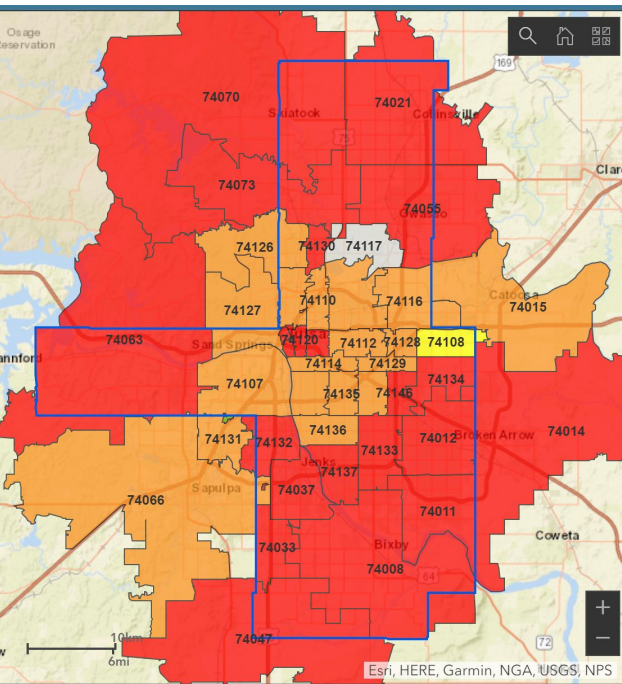 Osage
eservation
169
74070
74021
Skiatook
Collinsville
75
Clar
74073
74055
Owasso
74126
74130
74117
74127
74110
74116
Catoosa
74015
74063
Sand Springs
74120
74112
74128
74108
annford
74114
74129
74107
74134
74135
74146
74136
74131
74132
74133
74012
Broken Arrow
74014
Jenks
74137
Sapulpa
74037
74066
74011
Coweta
74033
Bixby
74008
64
+
10km
74047
72
−
w
6mi
Esri, HERE, Garmin, NGA, USGS, NPS